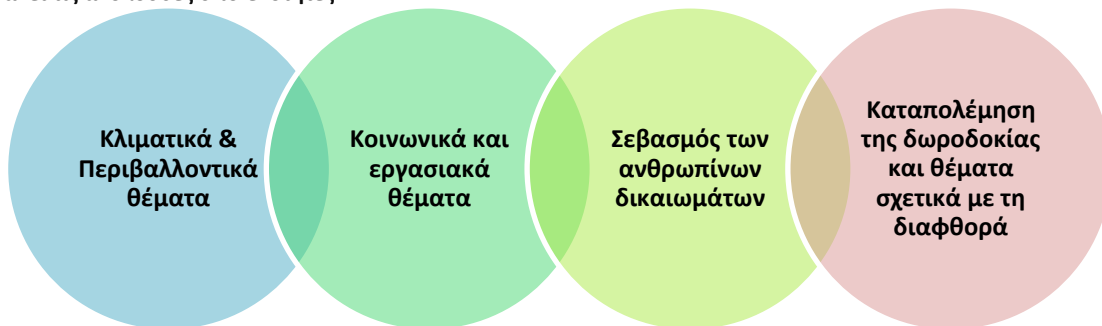 Κλιματικά &
Περιβαλλοντικά
θέματα
Κοινωνικά και
εργασιακά
θέματα
Σεβασμός των
ανθρωπίνων
δικαιωμάτων
Καταπολέμηση
της δωροδοκίας
και θέματα
σχετικά με τη
διαφθορά